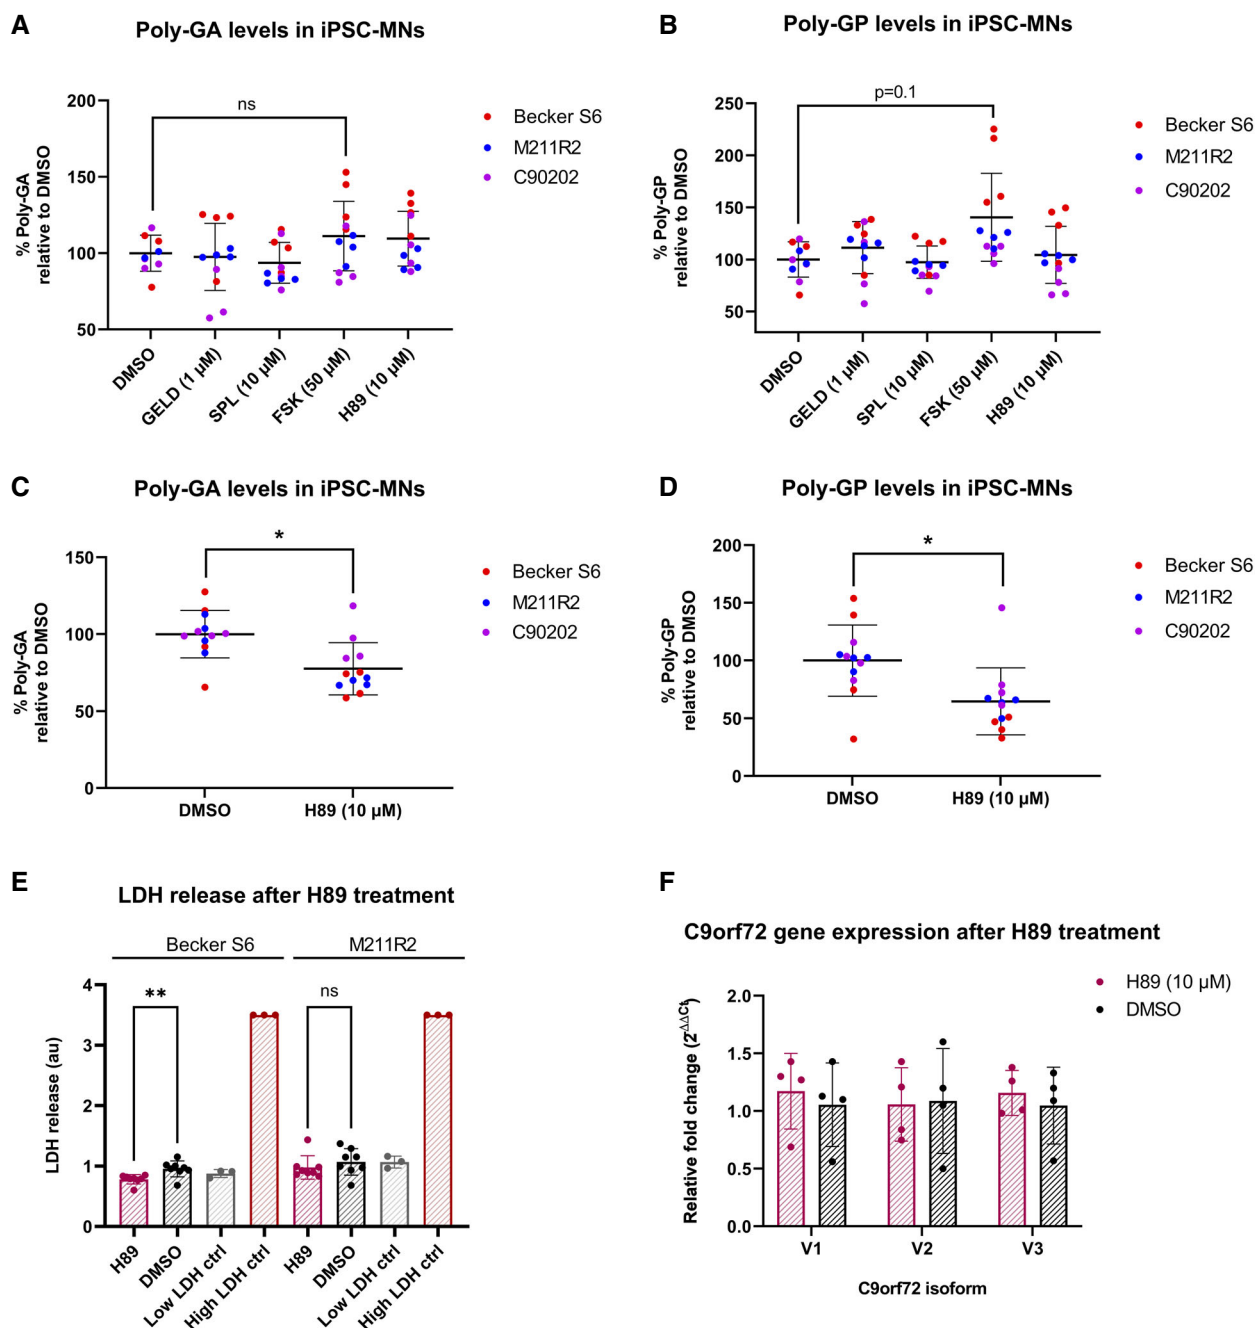 A
Poly-GA levels in iPSC-MNs
% Poly-GA
relative to DMSO
200
150
100
50
ns
DMSO
GELD (1 µM)
SPL (10 µM)
FSK (50 µM)
H89 (10 µM)
Becker S6
M211R2
C90202
B
Poly-GP levels in iPSC-MNs
% Poly-GP
relative to DMSO
250
200
150
100
50
p=0.1
DMSO
GELD (1 µM)
SPL (10 µM)
FSK (50 µM)
H89 (10 µM)
Becker S6
M211R2
C90202
C
Poly-GA levels in iPSC-MNs
% Poly-GA
relative to DMSO
150
100
50
0
*
DMSO
H89 (10 µM)
Becker S6
M211R2
C90202
D
Poly-GP levels in iPSC-MNs
% Poly-GP
relative to DMSO
200
150
100
50
0
*
DMSO
H89 (10 µM)
Becker S6
M211R2
C90202
E
LDH release after H89 treatment
Becker S6
M211R2
LDH release (au)
4
3
2
1
0
**
ns
H89
DMSO
Low LDH ctrl
High LDH ctrl
H89
DMSO
Low LDH ctrl
High LDH ctrl
F
C9orf72 gene expression after H89 treatment
Relative fold change (2^-ΔΔCt)
2.0
1.5
1.0
0.5
0.0
V1
V2
V3
C9orf72 isoform
H89 (10 µM)
DMSO